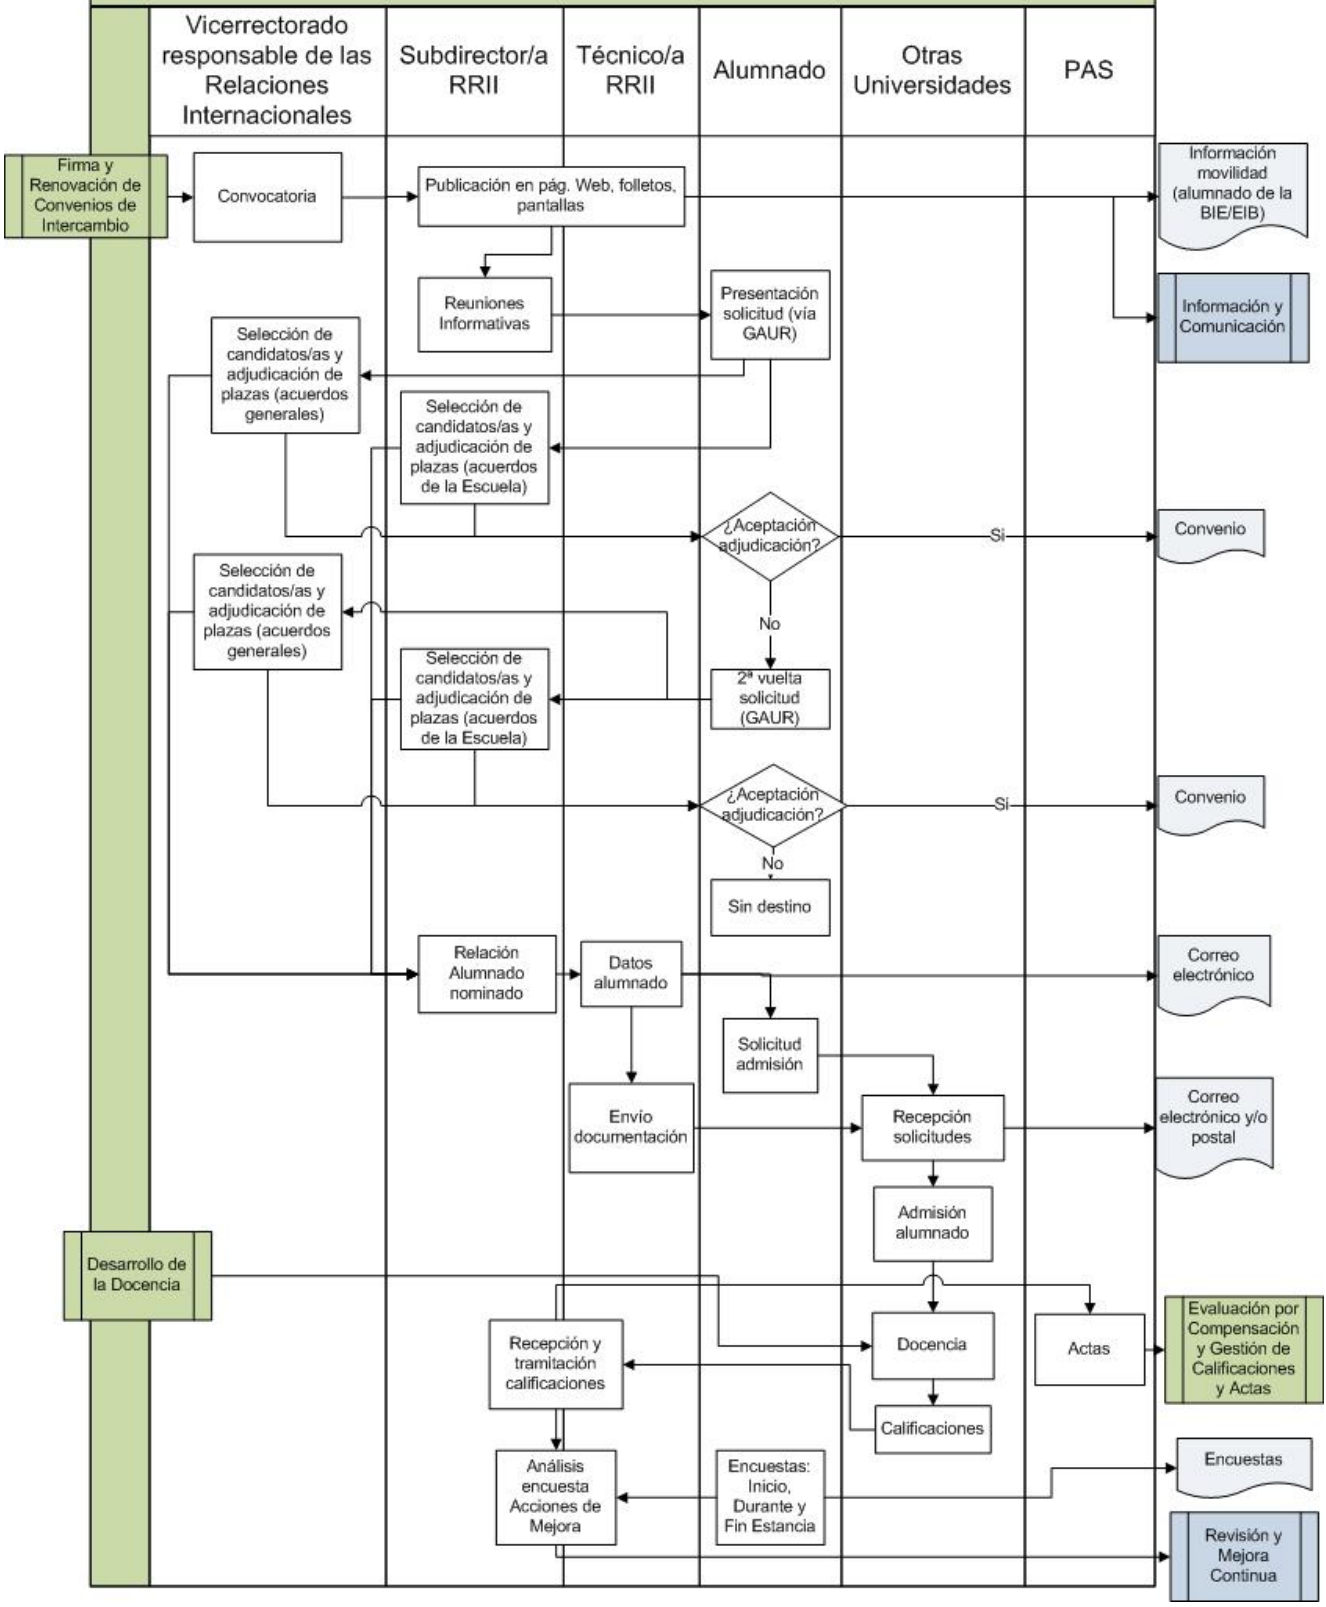 Vicerrectorado
responsable de las
Relaciones
Internacionales
Subdirector/a
RRII
Técnico/a
RRII
Alumnado
Otras
Universidades
PAS
Firma y
Renovación de
Convenios de
Intercambio
Convocatoria
Publicación en pág. Web, folletos,
pantallas
Información
movilidad
(alumnado de la
BIE/EIB)
Reuniones
Informativas
Presentación
solicitud (vía
GAUR)
Información y
Comunicación
Selección de
candidatos/as y
adjudicación de
plazas (acuerdos
generales)
Selección de
candidatos/as y
adjudicación de
plazas (acuerdos
de la Escuela)
¿Aceptación
adjudicación?
Si
Convenio
No
Selección de
candidatos/as y
adjudicación de
plazas (acuerdos
generales)
Selección de
candidatos/as y
adjudicación de
plazas (acuerdos
de la Escuela)
2ª vuelta
solicitud
(GAUR)
¿Aceptación
adjudicación?
Si
Convenio
No
Sin destino
Relación
Alumnado
nominado
Datos
alumnado
Correo
electrónico
Solicitud
admisión
Envío
documentación
Recepción
solicitudes
Correo
electrónico y/o
postal
Admisión
alumnado
Desarrollo de
la Docencia
Recepción y
tramitación
calificaciones
Docencia
Actas
Evaluación por
Compensación
y Gestión de
Calificaciones
y Actas
Calificaciones
Análisis
encuesta
Acciones de
Mejora
Encuestas:
Inicio,
Durante y
Fin Estancia
Encuestas
Revisión y
Mejora
Continua